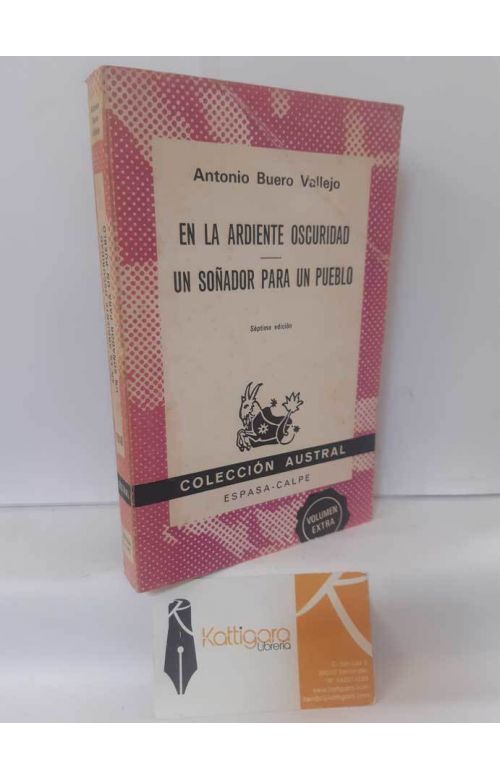 Antonio Buero Vallejo
EN LA ARDIENTE OSCURIDAD
UN SOÑADOR PARA UN PUEBLO
Séptima edición
COLECCIÓN AUSTRAL
ESPASA-CALPE
VOLUMEN
EXTRA
Kattigara
Librería